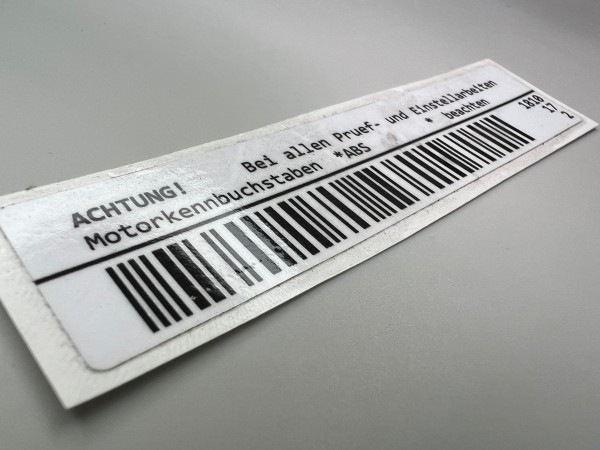 ACHTUNG! Bei allen Pruef- und Einstellarbeiten
Motorkennbuchstaben *ABS * beachten
1810
17
2